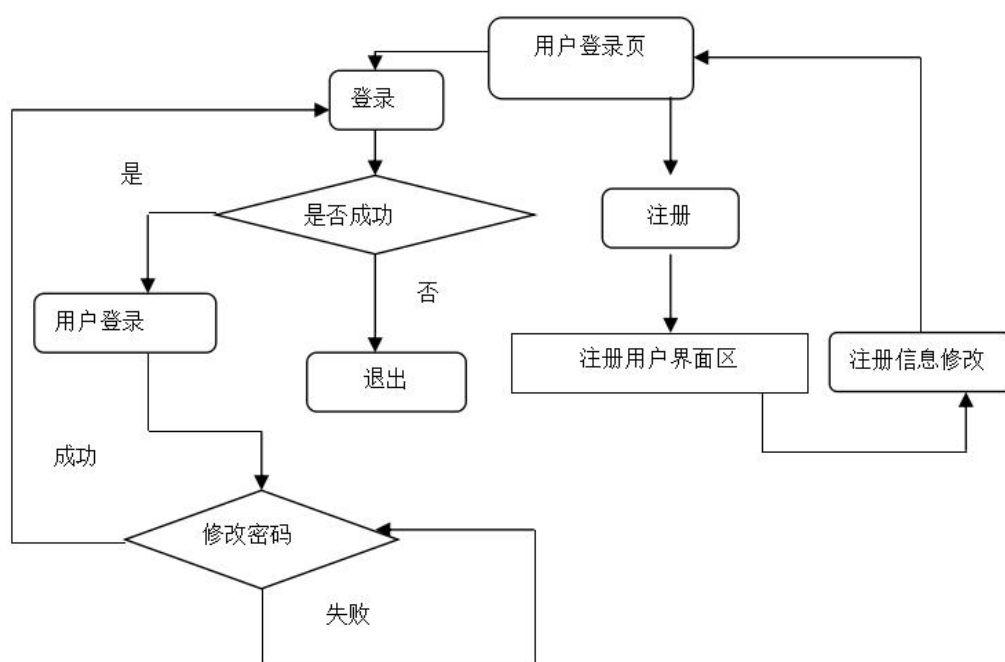 用户登录页
登录
是
是否成功
注册
否
用户登录
注册用户界面区
注册信息修改
退出
成功
修改密码
失败